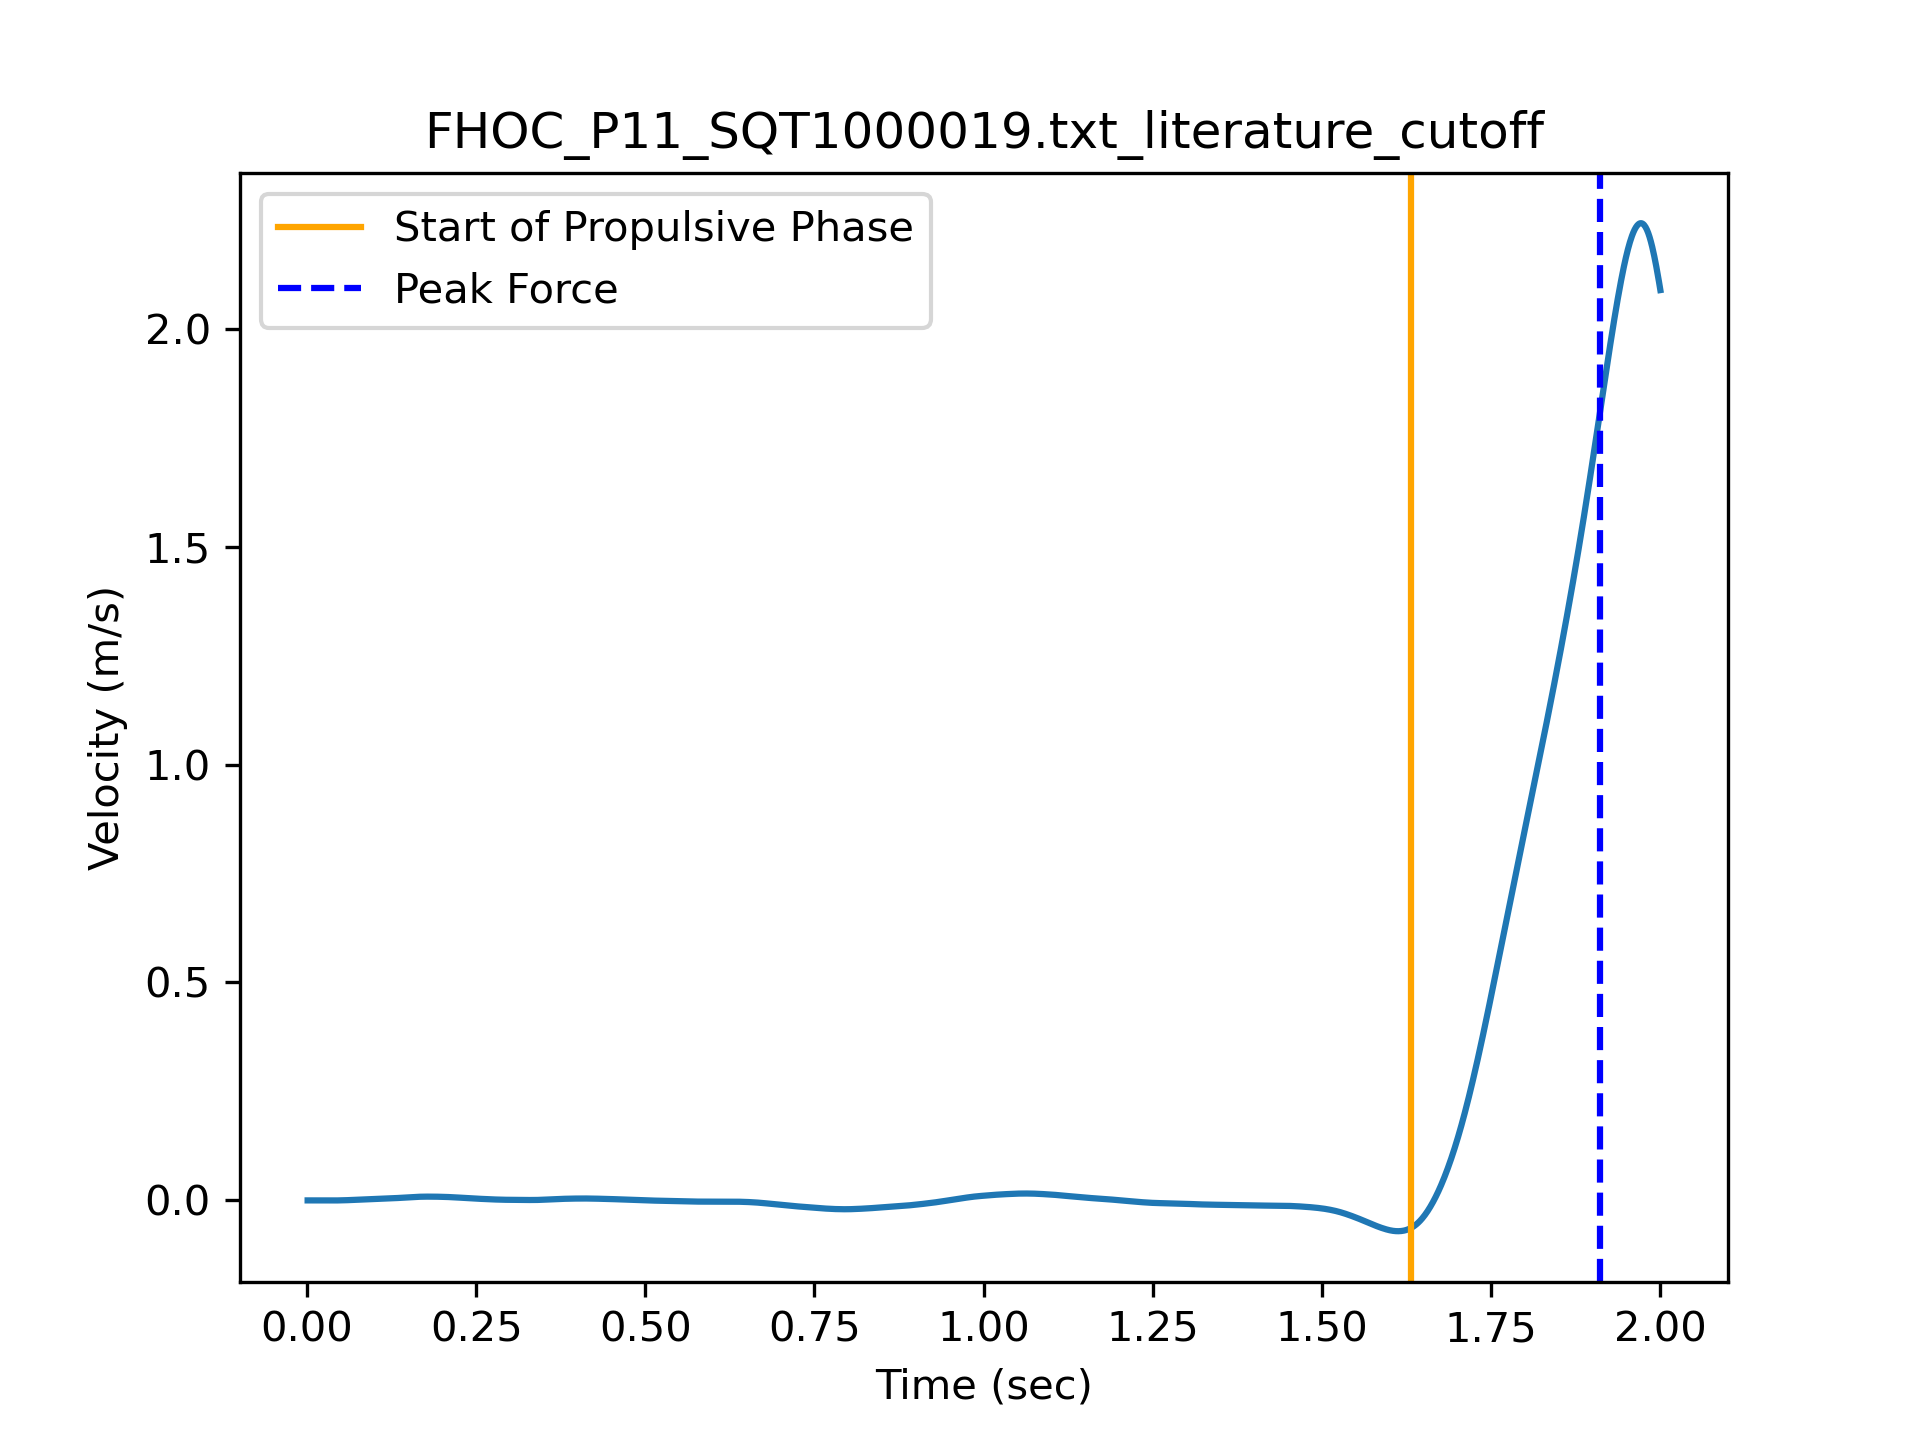 FHOC_P11_SQT1000019.txt_literature_cutoff
Start of Propulsive Phase
Peak Force
2.0
1.5
1.0
0.5
0.0
Velocity (m/s)
0.00 0.25 0.50 0.75 1.00 1.25 1.50 1.75 2.00
Time (sec)